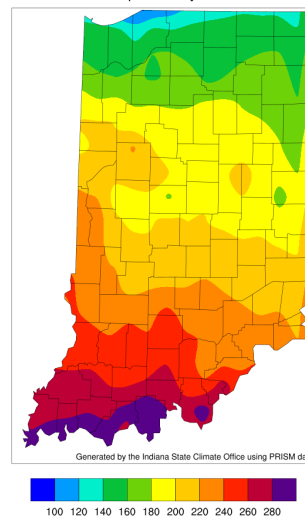 Generated by the Indiana State Climate Office using PRISM da
100 120 140 160 180 200 220 240 260 280